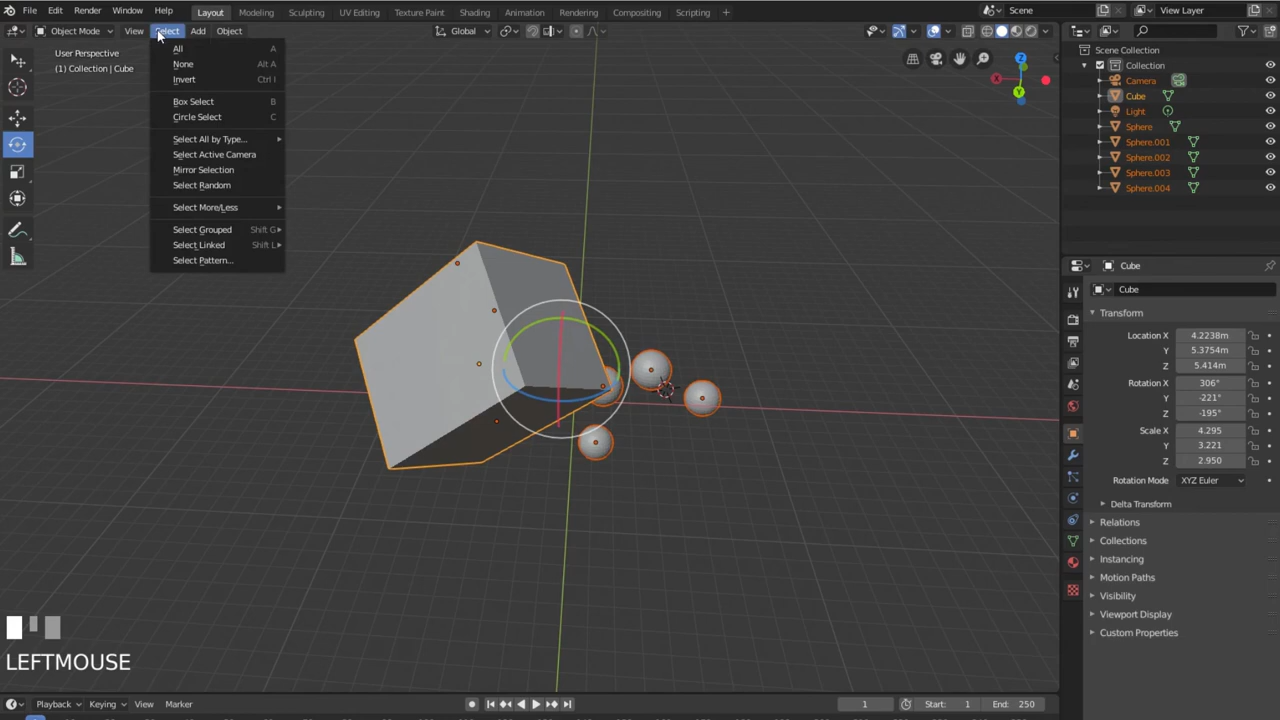 File Edit Render Window Help Layout Modeling Sculpting UV Editing Texture Paint Shading Animation Rendering Compositing Scripting + Scene View Layer
Object Mode View Select Add Object Global
User Perspective
(1) Collection | Cube
All A
None Alt A
Invert Ctrl I
Box Select B
Circle Select C
Select All by Type...
Select Active Camera
Mirror Selection
Select Random
Select More/Less
Select Grouped Shift G
Select Linked Shift L
Select Pattern...
X
Y
Z
Scene Collection
Collection
Camera
Cube
Light
Sphere
Sphere.001
Sphere.002
Sphere.003
Sphere.004
Cube
Cube
Transform
Location X 4.2238m
Y 5.3754m
Z 5.414m
Rotation X 306°
Y -221°
Z -195°
Scale X 4.295
Y 3.221
Z 2.950
Rotation Mode XYZ Euler
Delta Transform
Relations
Collections
Instancing
Motion Paths
Visibility
Viewport Display
Custom Properties
LEFTMOUSE
Playback Keying View Marker 1 Start: 1 End: 250